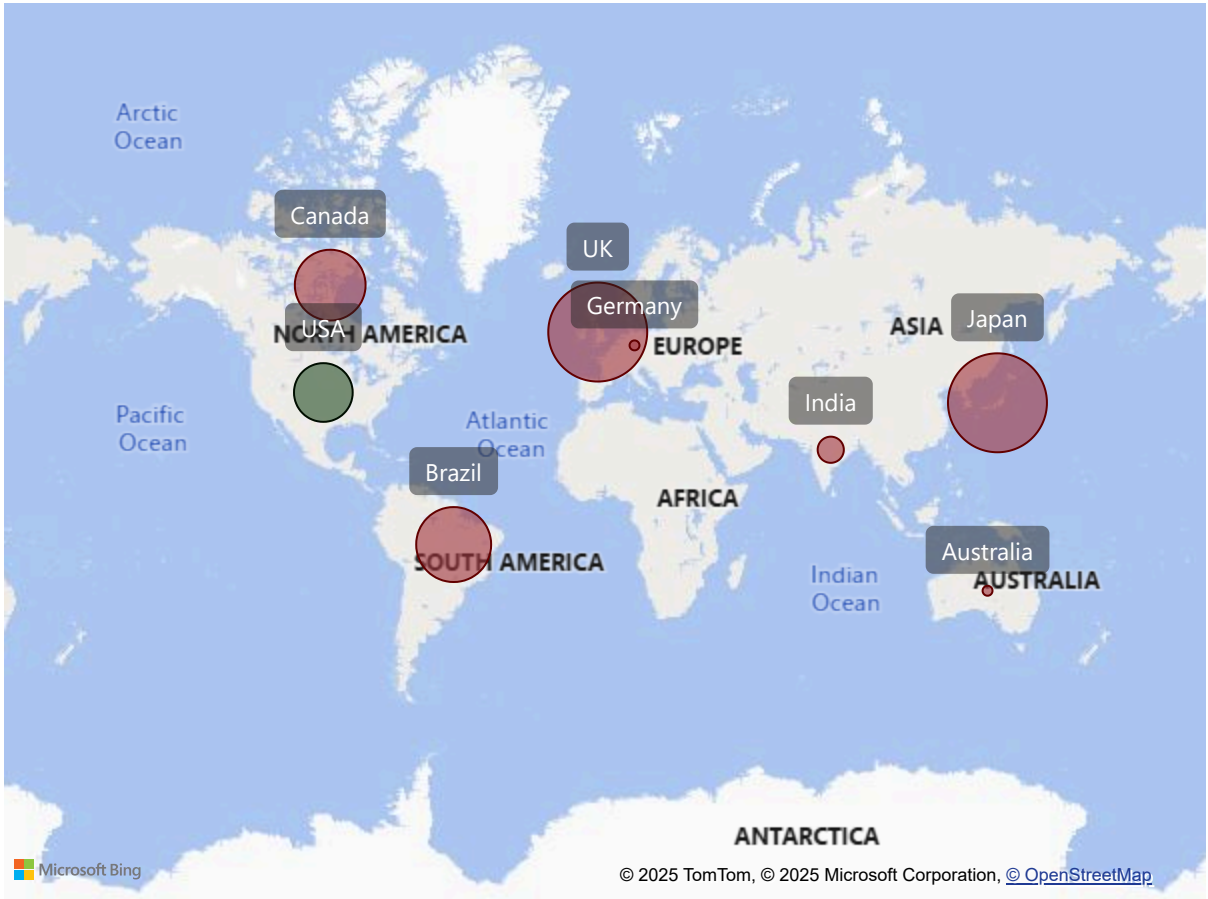 Arctic
Ocean
Canada
UK
Germany
USA
NORTH AMERICA
EUROPE
ASIA
Japan
India
Pacific
Ocean
Atlantic
Ocean
Brazil
AFRICA
SOUTH AMERICA
Indian
Ocean
Australia
AUSTRALIA
ANTARCTICA
Microsoft Bing
© 2025 TomTom, © 2025 Microsoft Corporation, © OpenStreetMap